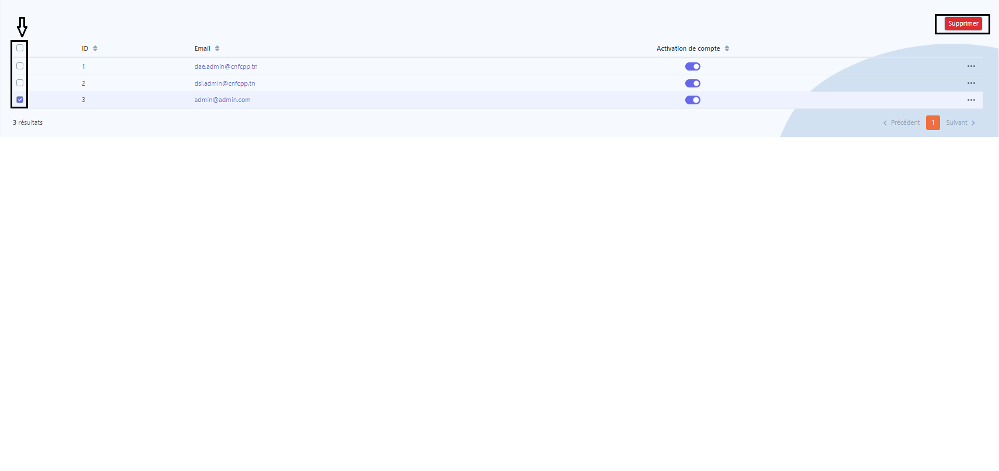 Supprimer
ID Email Activation de compte
1 dae.admin@cnfcpp.tn
2 dsi.admin@cnfcpp.tn
3 admin@admin.com
3 résultats Précédent 1 Suivant